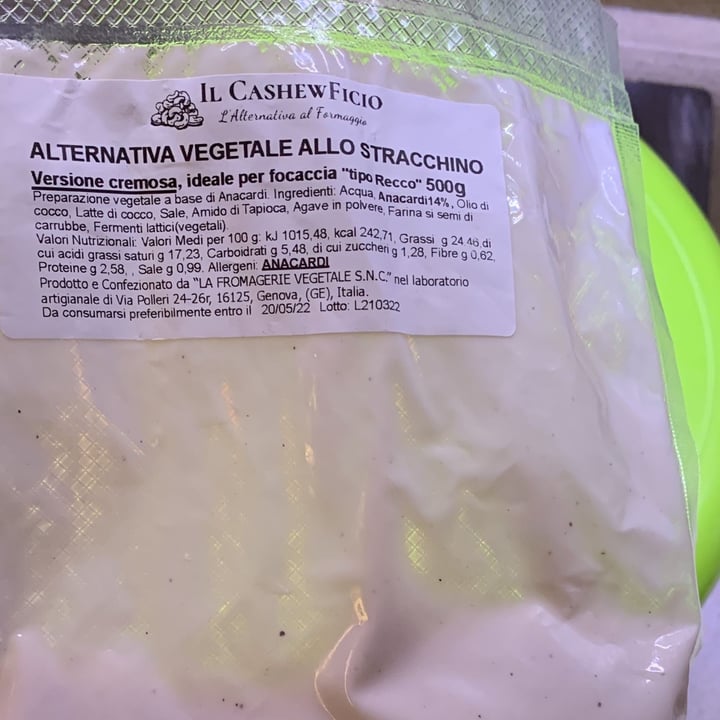 IL CASHEWFICIO
L'Alternativa al Formaggio
ALTERNATIVA VEGETALE ALLO STRACCHINO
Versione cremosa, ideale per focaccia "tipo Recco" 500g
Preparazione vegetale a base di Anacardi. Ingredienti: Acqua, Anacardi14%, Olio di
cocco, Latte di cocco, Sale, Amido di Tapioca, Agave in polvere, Farina si semi di
carrubbe, Fermenti lattici(vegetali).
Valori Nutrizionali: Valori Medi per 100 g: kJ 1015,48, kcal 242,71, Grassi g 24.46,di
cui acidi grassi saturi g 17,23, Carboidrati g 5,48, di cui zuccheri g 1,28, Fibre g 0,62,
Proteine g 2,58, , Sale g 0,99. Allergeni: ANACARDI
Prodotto e Confezionato da "LA FROMAGERIE VEGETALE S.N.C." nel laboratorio
artigianale di Via Polleri 24-26r, 16125, Genova, (GE), Italia.
Da consumarsi preferibilmente entro il 20/05/22 Lotto: L210322